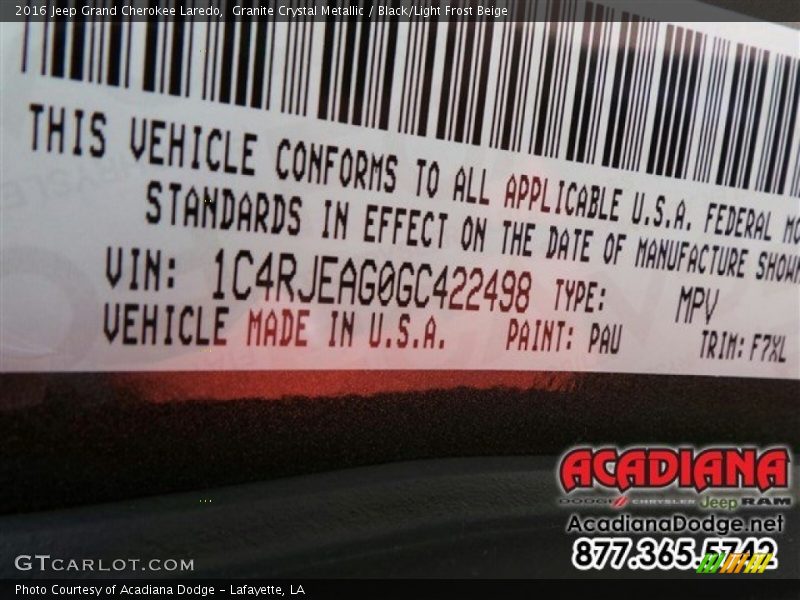 2016 Jeep Grand Cherokee Laredo, Granite Crystal Metallic / Black/Light Frost Beige
THIS VEHICLE CONFORMS TO ALL APPLICABLE U.S.A. FEDERAL
STANDARDS IN EFFECT ON THE DATE OF MANUFACTURE SHOWN
VIN: 1C4RJEAG0GC422498 TYPE: MPV
VEHICLE MADE IN U.S.A. PAINT: PAU TRIM: F7XL
ACADIANA
DODGE CHRYSLER Jeep RAM
AcadianaDodge.net
877.365.5742
GTCARLOT.COM
Photo Courtesy of Acadiana Dodge - Lafayette, LA